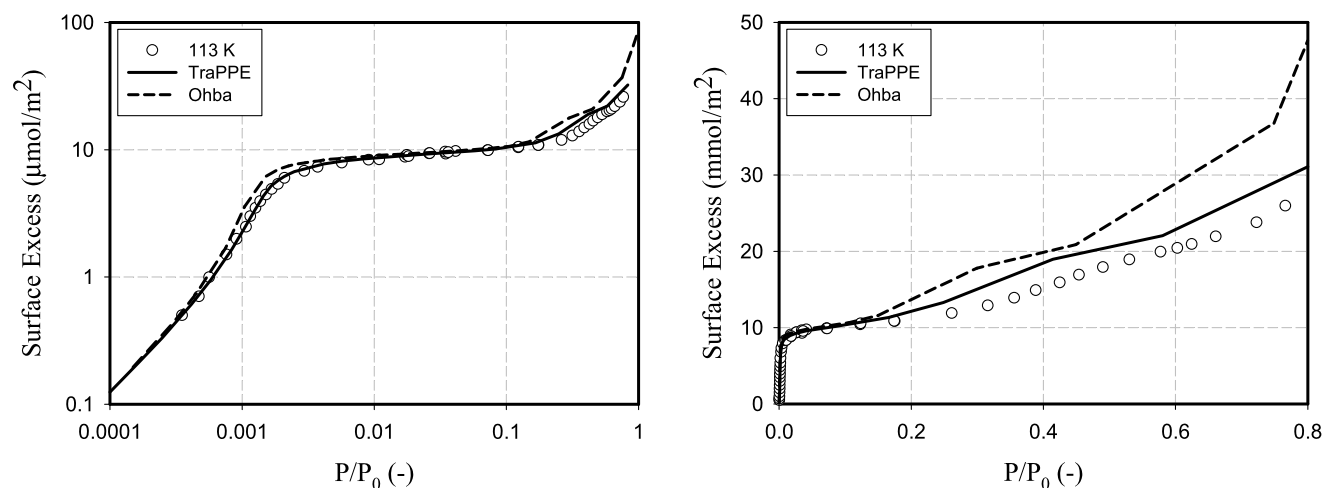 Surface Excess (μmol/m²)
100
10
1
0.1
113 K
TraPPE
Ohba
0.0001
0.001
0.01
0.1
1
P/P₀ (-)
Surface Excess (nmol/m²)
50
40
30
20
10
0
113 K
TraPPE
Ohba
0.0
0.2
0.4
0.6
0.8
P/P₀ (-)